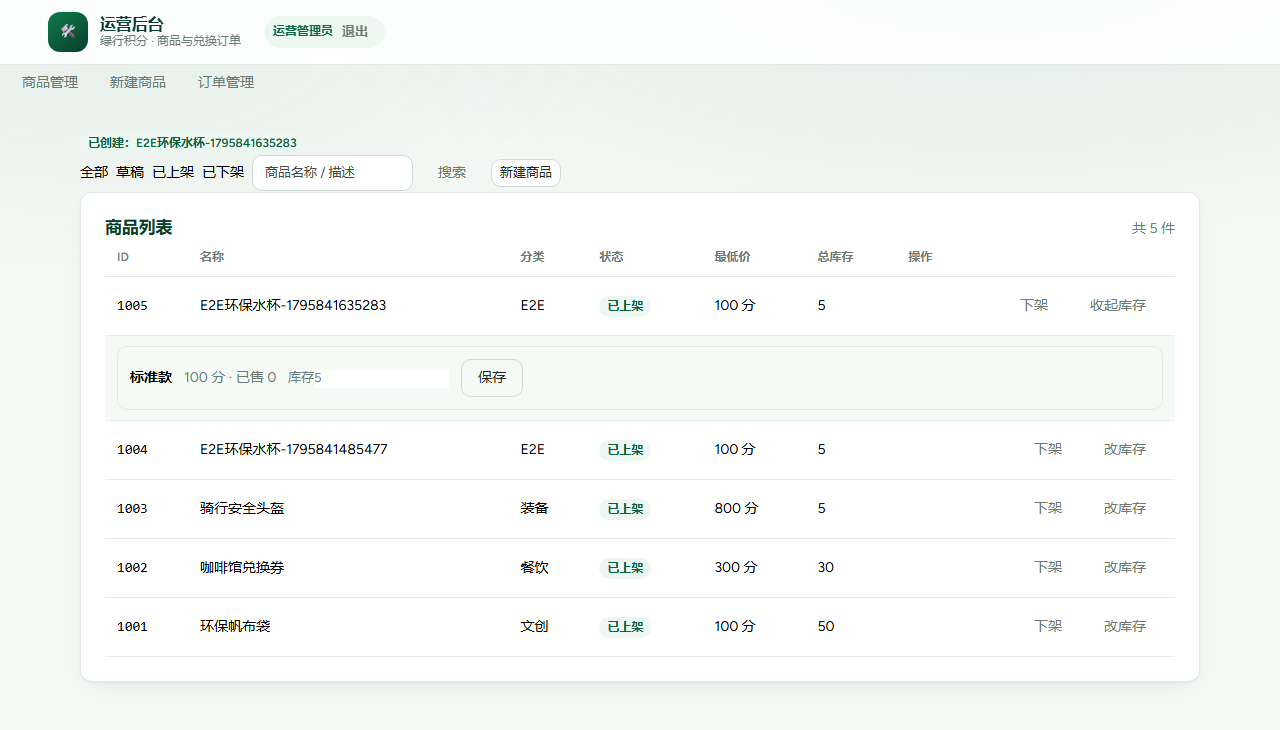 运营后台
绿行积分 · 商品与兑换订单
运营管理员 退出
商品管理 新建商品 订单管理
已创建：E2E环保水杯-1795841635283
全部 草稿 已上架 已下架 商品名称 / 描述 搜索 新建商品
商品列表 共 5 件
ID 名称 分类 状态 最低价 总库存 操作
1005 E2E环保水杯-1795841635283 E2E 已上架 100 分 5 下架 收起库存
标准款 100 分 · 已售 0 库存 5 保存
1004 E2E环保水杯-1795841485477 E2E 已上架 100 分 5 下架 改库存
1003 骑行安全头盔 装备 已上架 800 分 5 下架 改库存
1002 咖啡馆兑换券 餐饮 已上架 300 分 30 下架 改库存
1001 环保帆布袋 文创 已上架 100 分 50 下架 改库存